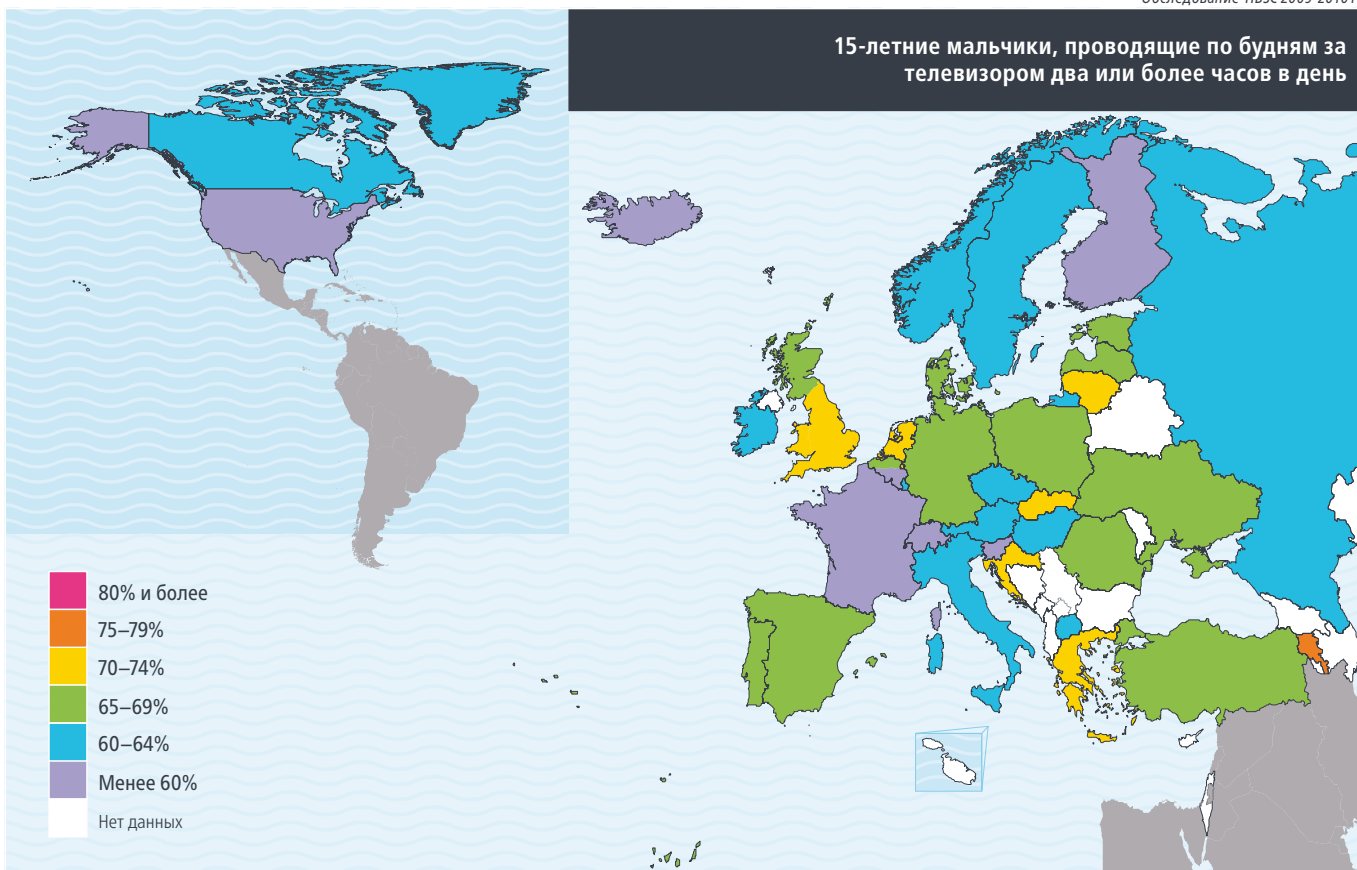 15-летние мальчики, проводящие по будням за
телевизором два или более часов в день
80% и более
75–79%
70–74%
65–69%
60–64%
Менее 60%
Нет данных